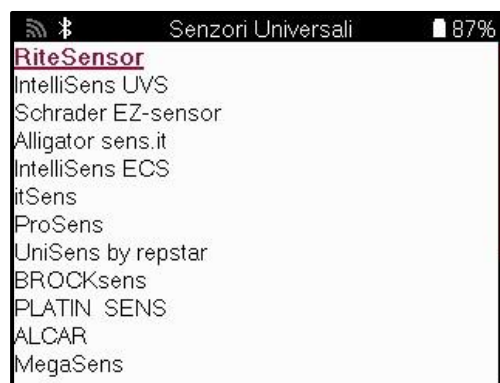 Senzori Universali 87%
RiteSensor
IntelliSens UVS
Schrader EZ-sensor
Alligator sens.it
IntelliSens ECS
itSens
ProSens
UniSens by repstar
BROCKsens
PLATIN SENS
ALCAR
MegaSens